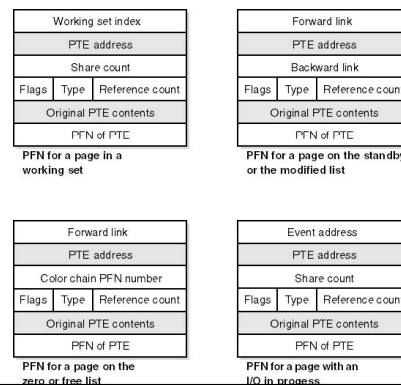 Working set index
PTE address
Share count
Flags Type Reference count
Original PTE contents
PFN of PTE
PFN for a page in a
working set
Forward link
PTE address
Backward link
Flags Type Reference count
Original PTE contents
PFN of PTE
PFN for a page on the standby
or the modified list
Forward link
PTE address
Color chain PFN number
Flags Type Reference count
Original PTE contents
PFN of PTE
PFN for a page on the
zero or free list
Event address
PTE address
Share count
Flags Type Reference count
Original PTE contents
PFN of PTE
PFN for a page with an
I/O in progess